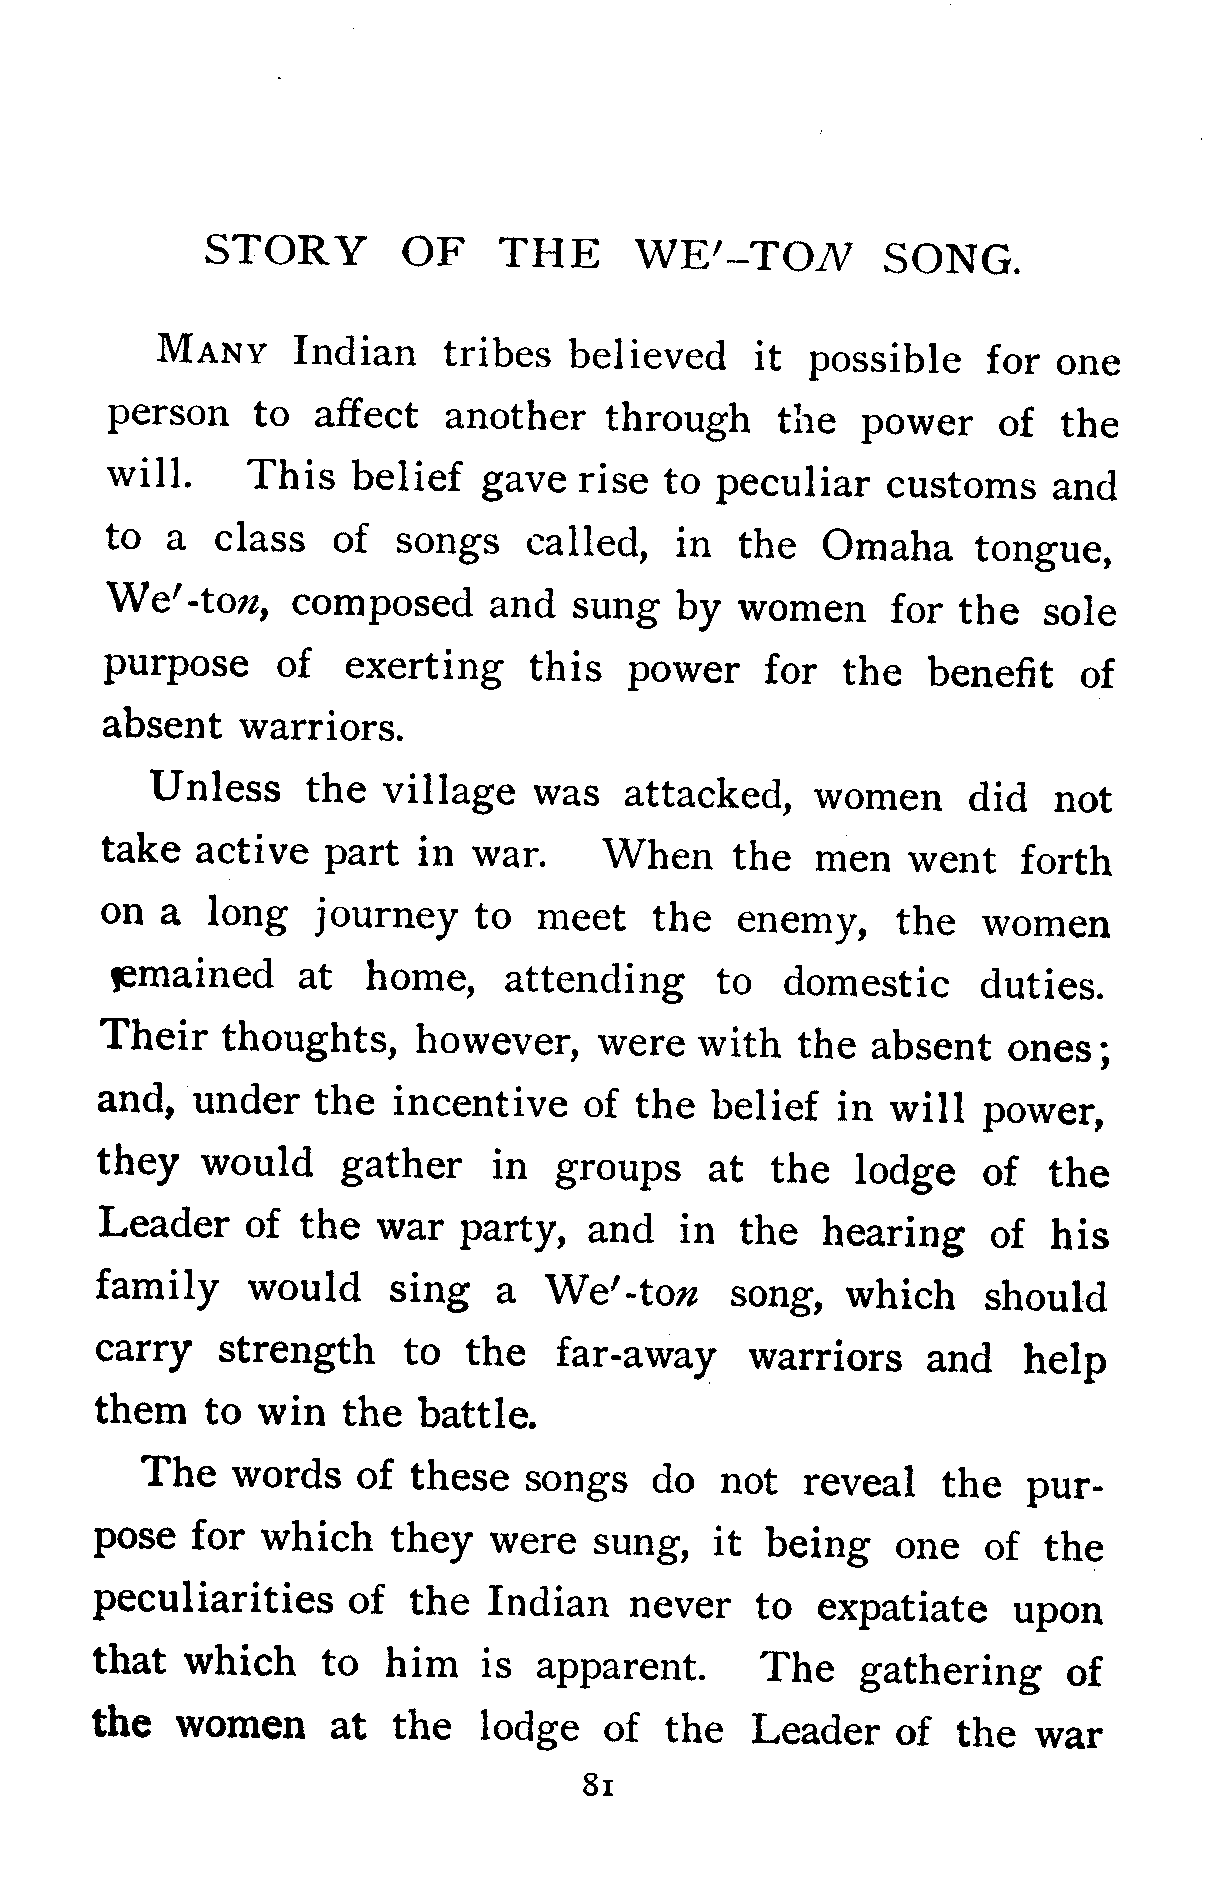 STORY OF THE WE′–TON SONG.
MANY Indian tribes believed it possible for one
person to affect another through the power of the
will. This belief gave rise to peculiar customs and
to a class of songs called, in the Omaha tongue,
We′-ton, composed and sung by women for the sole
purpose of exerting this power for the benefit of
absent warriors.
Unless the village was attacked, women did not
take active part in war. When the men went forth
on a long journey to meet the enemy, the women
remained at home, attending to domestic duties.
Their thoughts, however, were with the absent ones;
and, under the incentive of the belief in will power,
they would gather in groups at the lodge of the
Leader of the war party, and in the hearing of his
family would sing a We′-ton song, which should
carry strength to the far-away warriors and help
them to win the battle.
The words of these songs do not reveal the pur-
pose for which they were sung, it being one of the
peculiarities of the Indian never to expatiate upon
that which to him is apparent. The gathering of
the women at the lodge of the Leader of the war
81